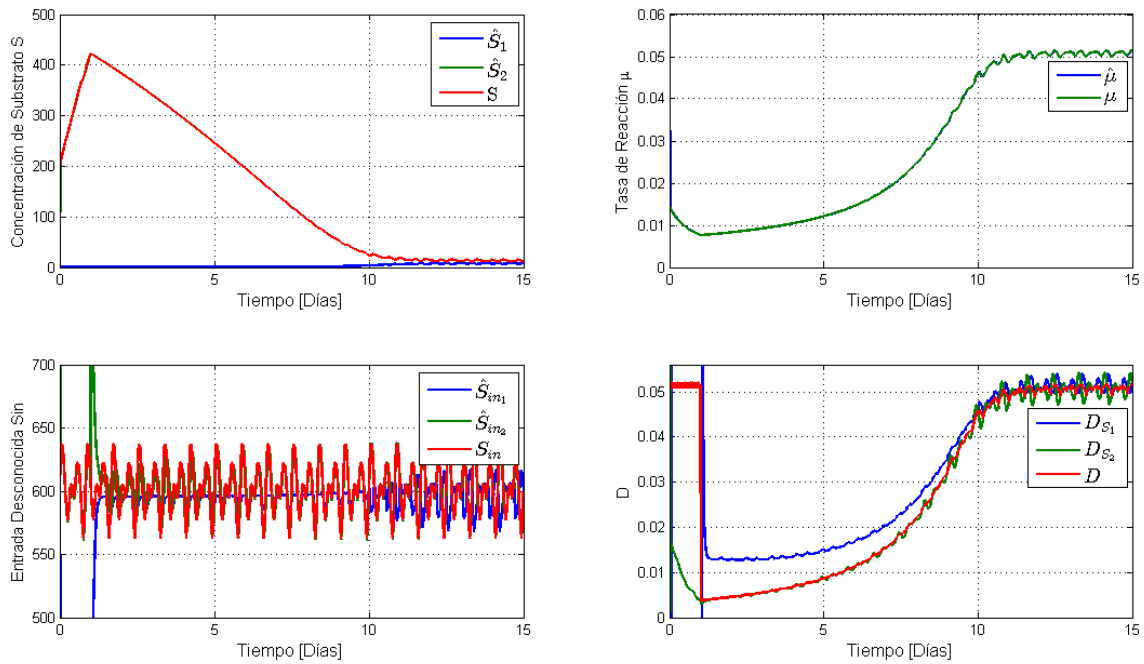 500
400
300
200
100
0
0
5
10
15
Concentración de Substrato S
Tiempo [Días]
Ŝ₁
Ŝ₂
S
0.06
0.05
0.04
0.03
0.02
0.01
0
0
5
10
15
Tasa de Reacción μ
Tiempo [Días]
μ̂
μ
700
650
600
550
500
0
5
10
15
Entrada Desconocida Sin
Tiempo [Días]
Ŝin₁
Ŝin₂
Sin
0.05
0.04
0.03
0.02
0.01
0
0
5
10
15
D
Tiempo [Días]
D_S₁
D_S₂
D